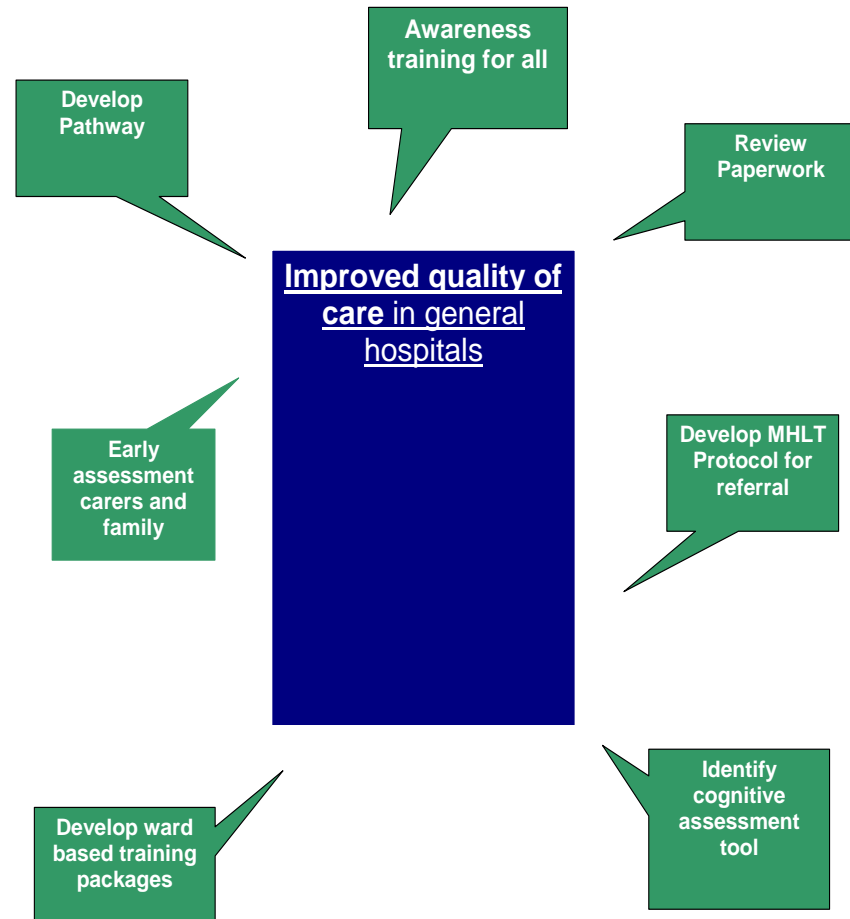 Awareness
training for all
Develop
Pathway
Review
Paperwork
Improved quality of
care in general
hospitals
Early
assessment
carers and
family
Develop MHLT
Protocol for
referral
Identify
cognitive
assessment
tool
Develop ward
based training
packages